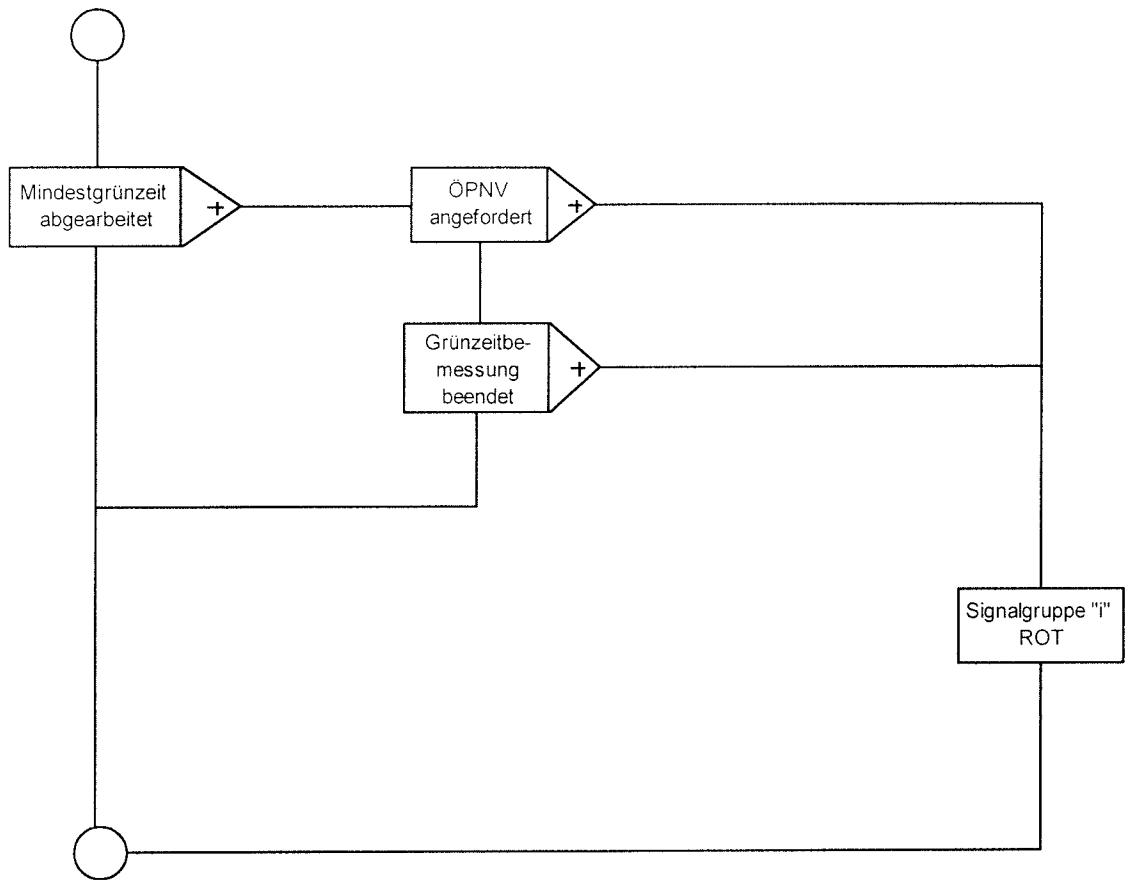 Mindestgrünzeit
abgearbeitet
+
ÖPNV
angefordert
+
Grünzeitbe-
messung
beendet
+
Signalgruppe "i"
ROT